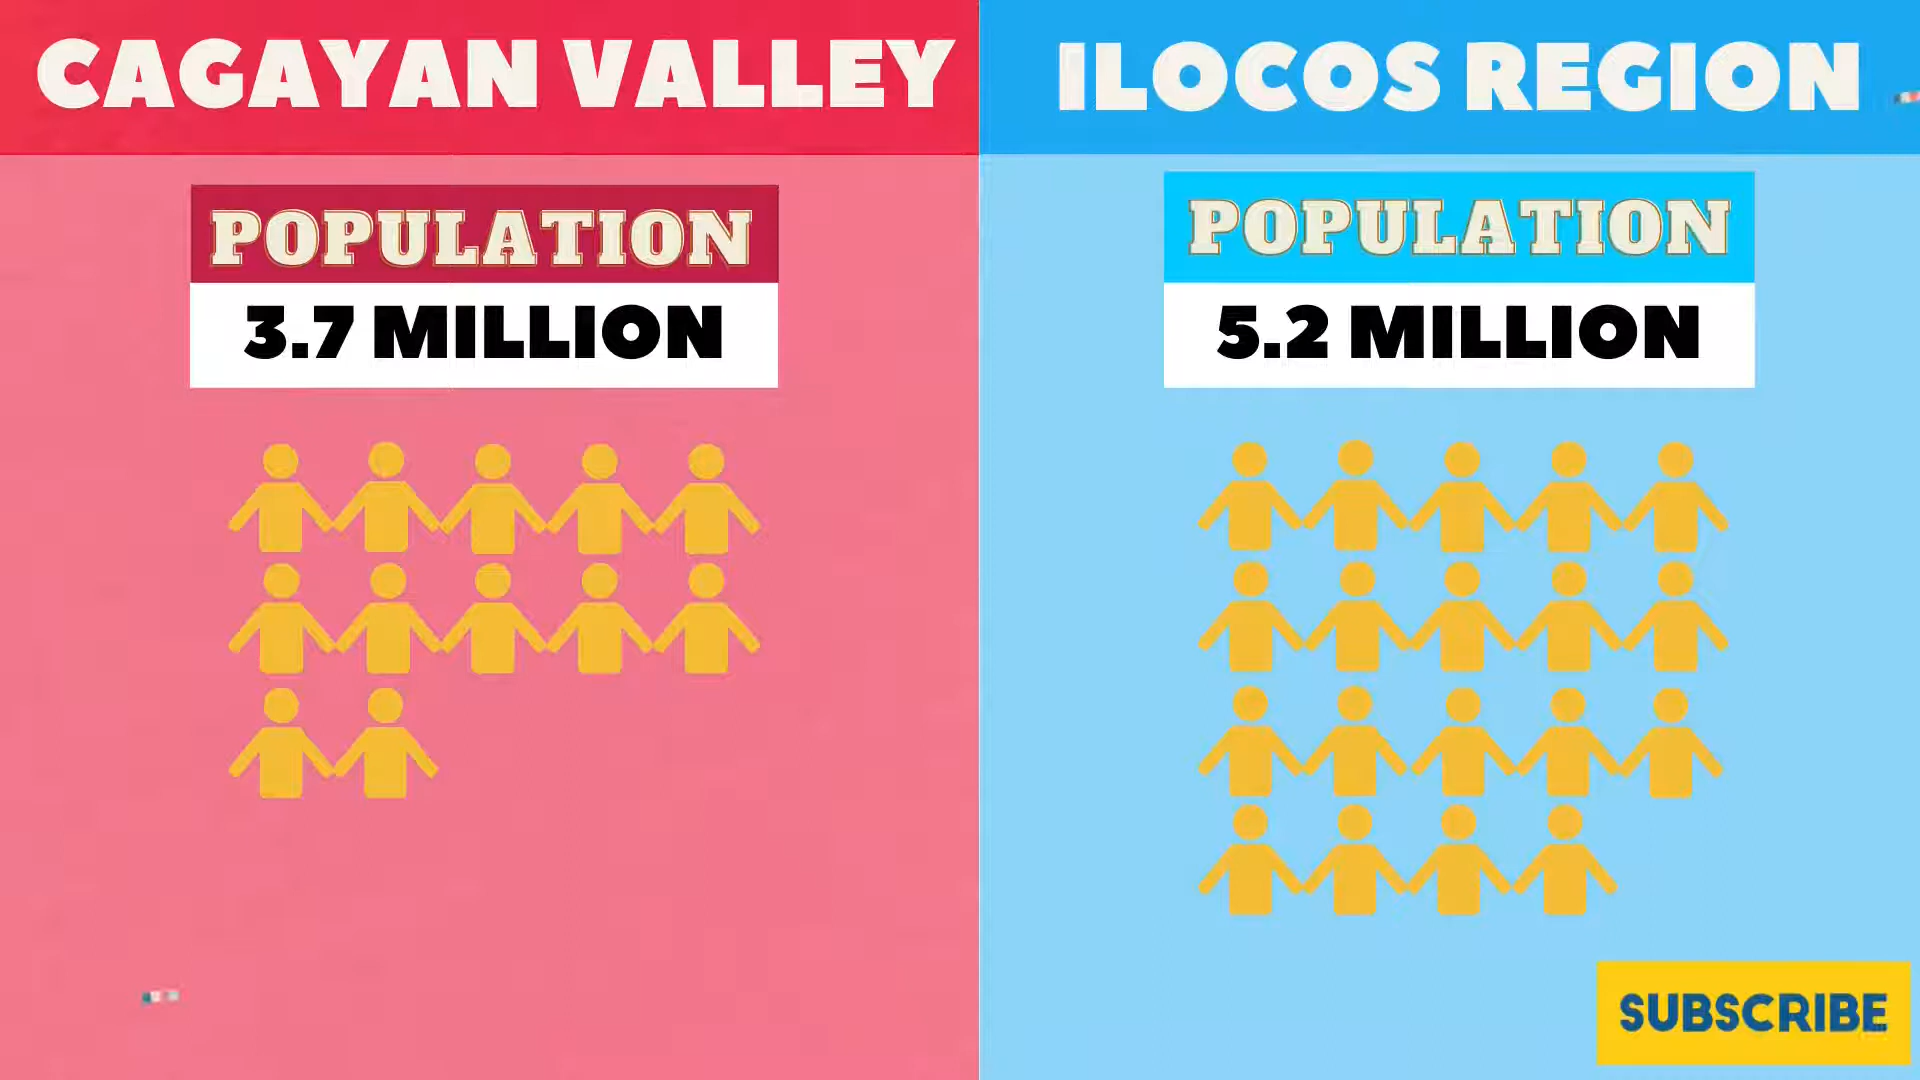 CAGAYAN VALLEY
POPULATION
3.7 MILLION
ILOCOS REGION
POPULATION
5.2 MILLION
SUBSCRIBE